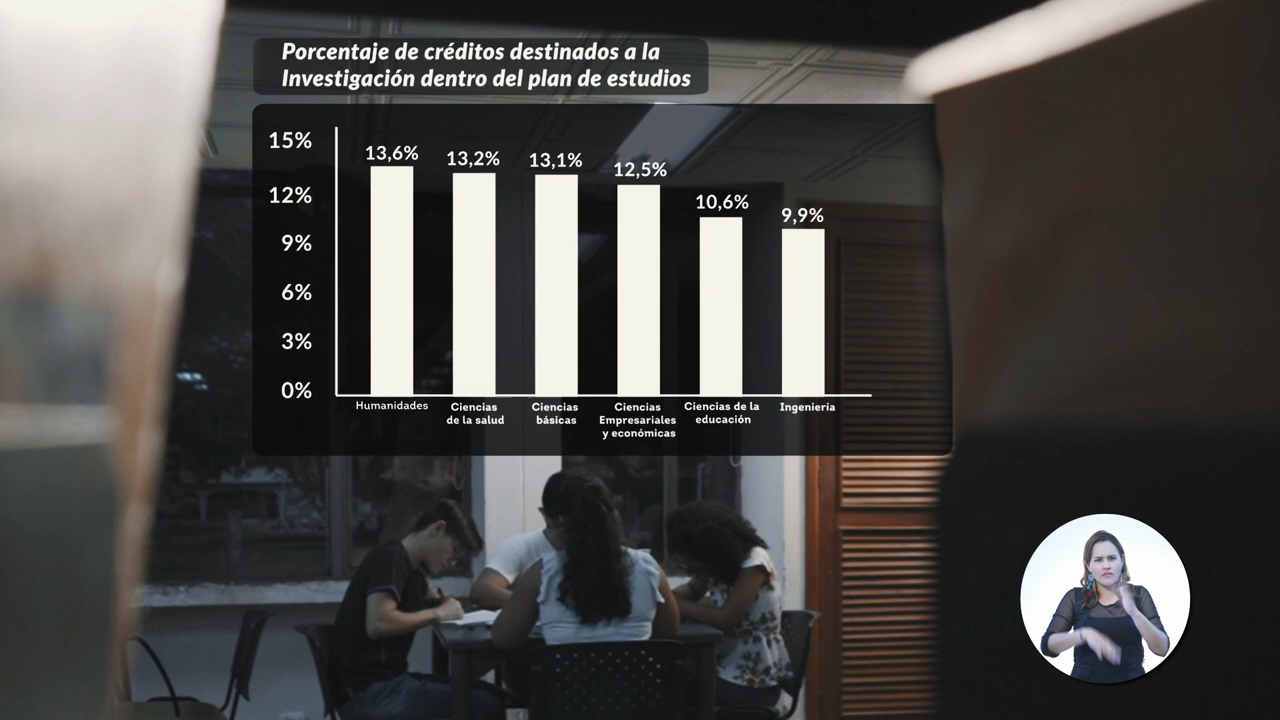 Porcentaje de créditos destinados a la
Investigación dentro del plan de estudios
15%
12%
9%
6%
3%
0%
13,6%
13,2%
13,1%
12,5%
10,6%
9,9%
Humanidades
Ciencias
de la salud
Ciencias
básicas
Ciencias
Empresariales
y económicas
Ciencias de la
educación
Ingeniería